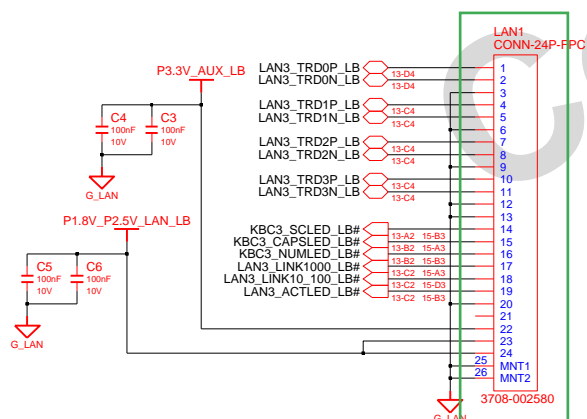 LAN1
CONN-24P-FPC
P3.3V_AUX_LB
C4
100nF
10V
C3
100nF
10V
G_LAN
P1.8V_P2.5V_LAN_LB
C5
100nF
10V
C6
100nF
10V
G_LAN
LAN3_TRD0P_LB
13-D4
LAN3_TRD0N_LB
13-D4
LAN3_TRD1P_LB
13-C4
LAN3_TRD1N_LB
13-C4
LAN3_TRD2P_LB
13-C4
LAN3_TRD2N_LB
13-C4
LAN3_TRD3P_LB
13-C4
LAN3_TRD3N_LB
13-C4
KBC3_SCLED_LB#
13-A2 15-B3
KBC3_CAPSLED_LB#
13-B2 15-A3
KBC3_NUMLED_LB#
13-B2 15-B3
LAN3_LINK1000_LB#
13-C2 15-A3
LAN3_LINK10_100_LB#
13-C2 15-D3
LAN3_ACTLED_LB#
13-C2 15-B3
1
2
3
4
5
6
7
8
9
10
11
12
13
14
15
16
17
18
19
20
21
22
23
24
25 MNT1
26 MNT2
G_LAN
3708-002580